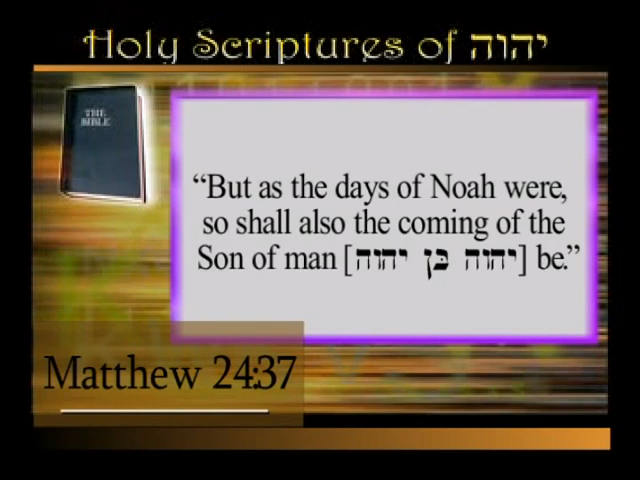 Holy Scriptures of יהוה
THE
BIBLE
“But as the days of Noah were,
so shall also the coming of the
Son of man [יהוה בּן יהוה] be.”
Matthew 24:37